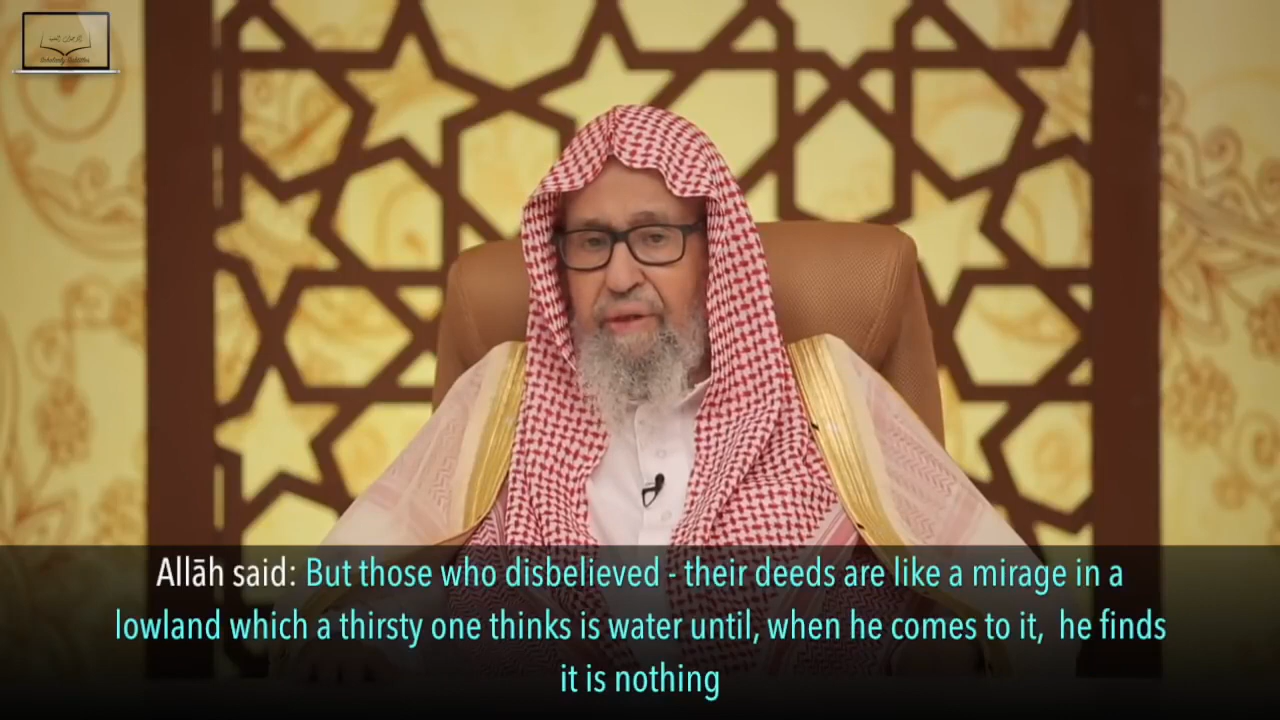 Allāh said: But those who disbelieved - their deeds are like a mirage in a
lowland which a thirsty one thinks is water until, when he comes to it,  he finds
it is nothing